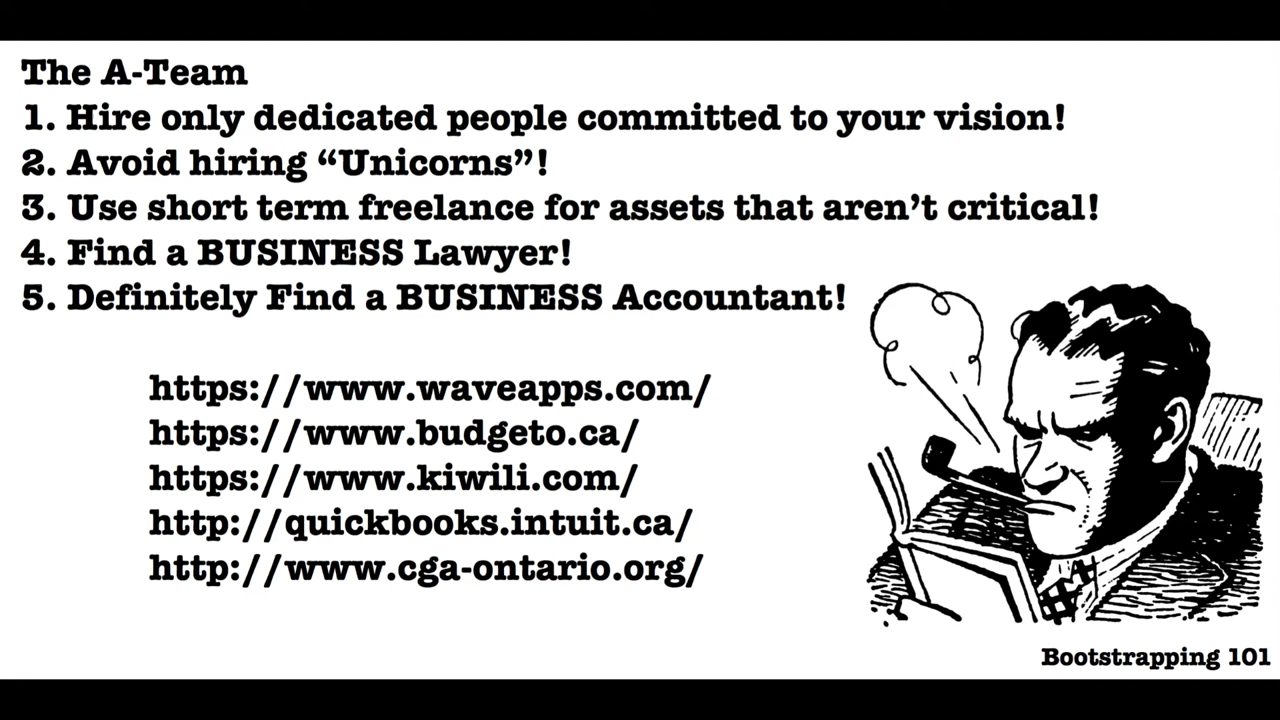 The A-Team
1. Hire only dedicated people committed to your vision!
2. Avoid hiring “Unicorns”!
3. Use short term freelance for assets that aren’t critical!
4. Find a BUSINESS Lawyer!
5. Definitely Find a BUSINESS Accountant!
https://www.waveapps.com/
https://www.budgeto.ca/
https://www.kiwili.com/
http://quickbooks.intuit.ca/
http://www.cga-ontario.org/
Bootstrapping 101